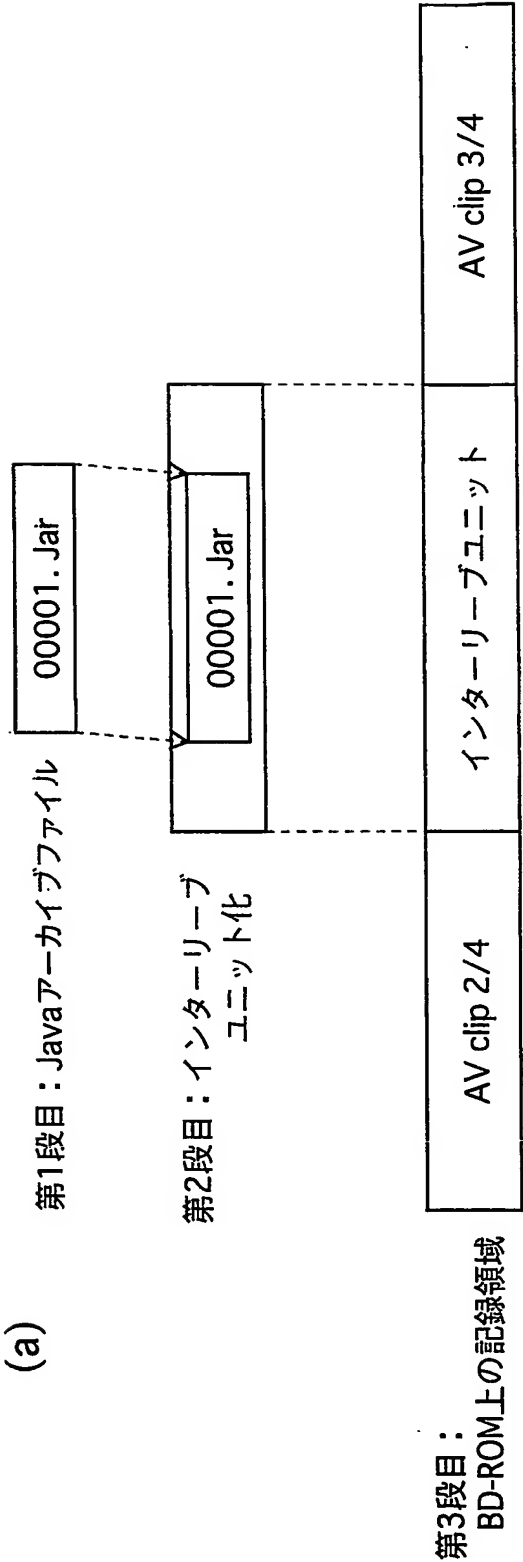 (a)
第1段目：Javaアーカイブファイル
00001. Jar
第2段目：インターリーブ
ユニット化
00001. Jar
第3段目：
BD-ROM上の記録領域
AV clip 2/4
インターリーブユニット
AV clip 3/4